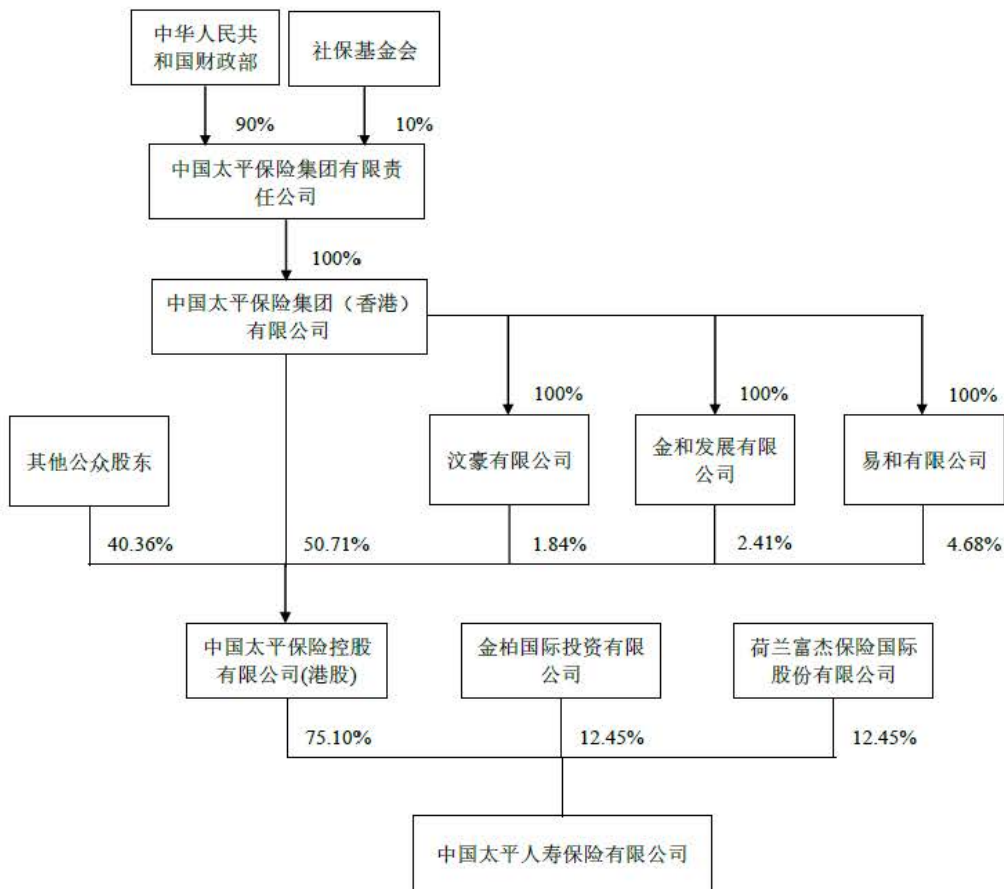 中华人民共
和国财政部
社保基金会
90%
10%
中国太平保险集团有限责
任公司
100%
中国太平保险集团（香港）
有限公司
100%
100%
100%
其他公众股东
汶豪有限公司
金和发展有限
公司
易和有限公司
40.36%
50.71%
1.84%
2.41%
4.68%
中国太平保险控股
有限公司(港股)
金柏国际投资有限
公司
荷兰富杰保险国际
股份有限公司
75.10%
12.45%
12.45%
中国太平人寿保险有限公司